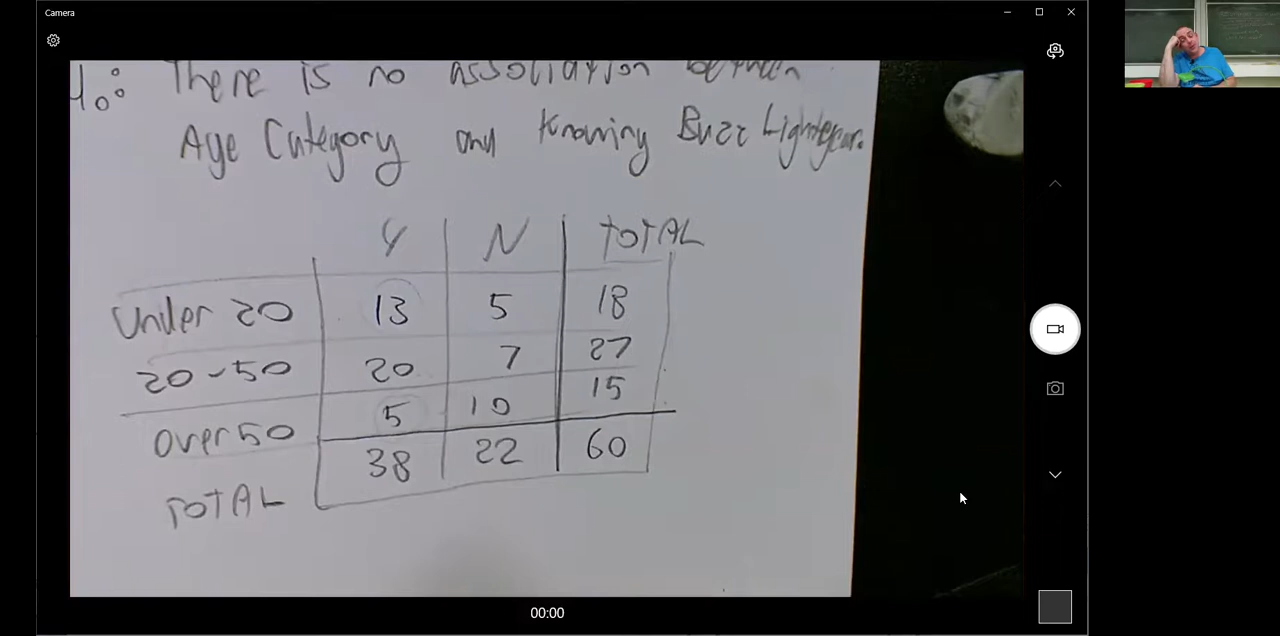 Camera
H₀: There is no association between
Age Category and Knowing Buzz Lightyear.
Y N TOTAL
Under 20 13 5 18
20-50 20 7 27
Over 50 5 10 15
TOTAL 38 22 60
00:00